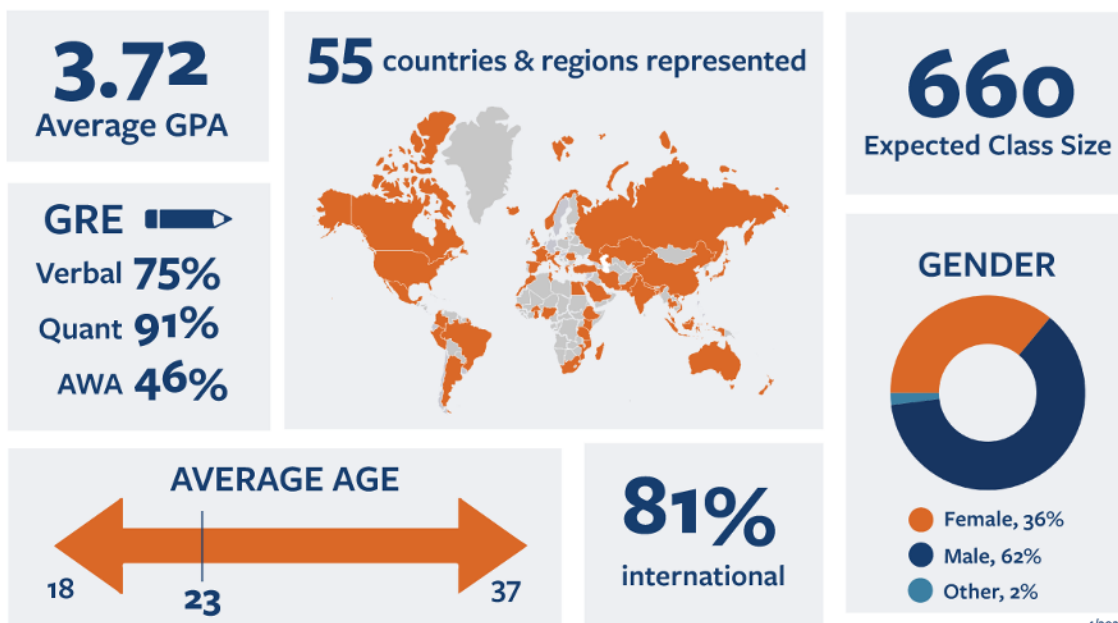 3.72
Average GPA
55 countries & regions represented
660
Expected Class Size
GRE
Verbal 75%
Quant 91%
AWA 46%
GENDER
Female, 36%
Male, 62%
Other, 2%
AVERAGE AGE
18
23
37
81%
international